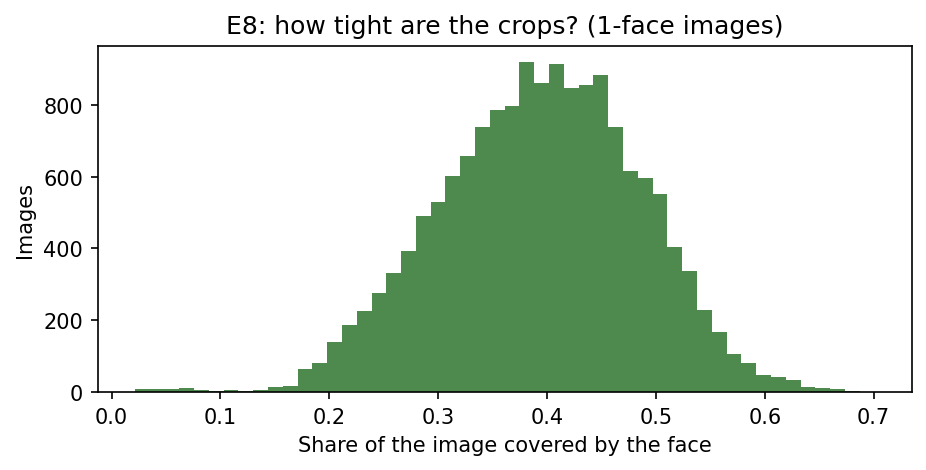 E8: how tight are the crops? (1-face images)
Images
800
600
400
200
0
0.0 0.1 0.2 0.3 0.4 0.5 0.6 0.7
Share of the image covered by the face